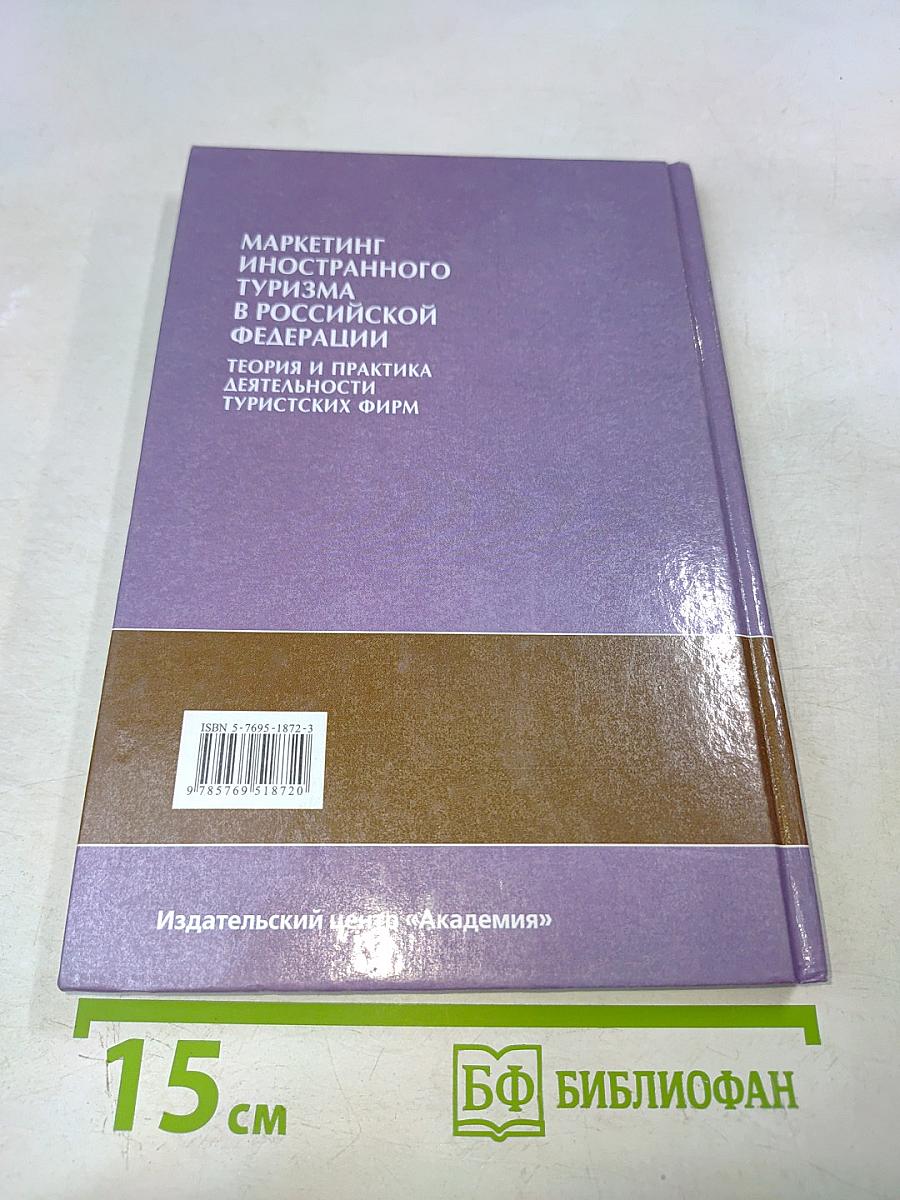 МАРКЕТИНГ
ИНОСТРАННОГО
ТУРИЗМА
В РОССИЙСКОЙ
ФЕДЕРАЦИИ
ТЕОРИЯ И ПРАКТИКА
ДЕЯТЕЛЬНОСТИ
ТУРИСТСКИХ ФИРМ
ISBN 5-7695-1872-3
9 785769 518720
Издательский центр «Академия»
15 см
БФ БИБЛИОФАН